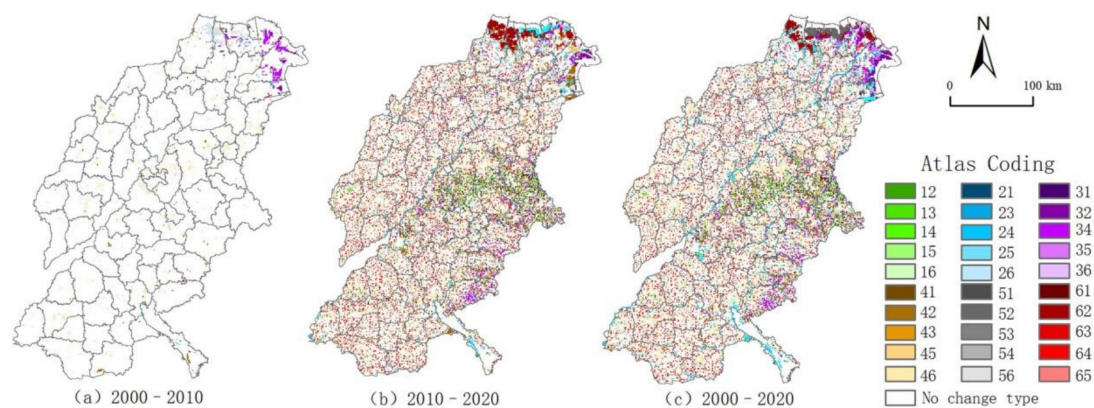 N
0 100 km
Atlas Coding
12 21 31
13 23 32
14 24 34
15 25 35
16 26 36
41 51 61
42 52 62
43 53 63
45 54 64
46 56 65
No change type
(a) 2000-2010
(b) 2010-2020
(c) 2000-2020